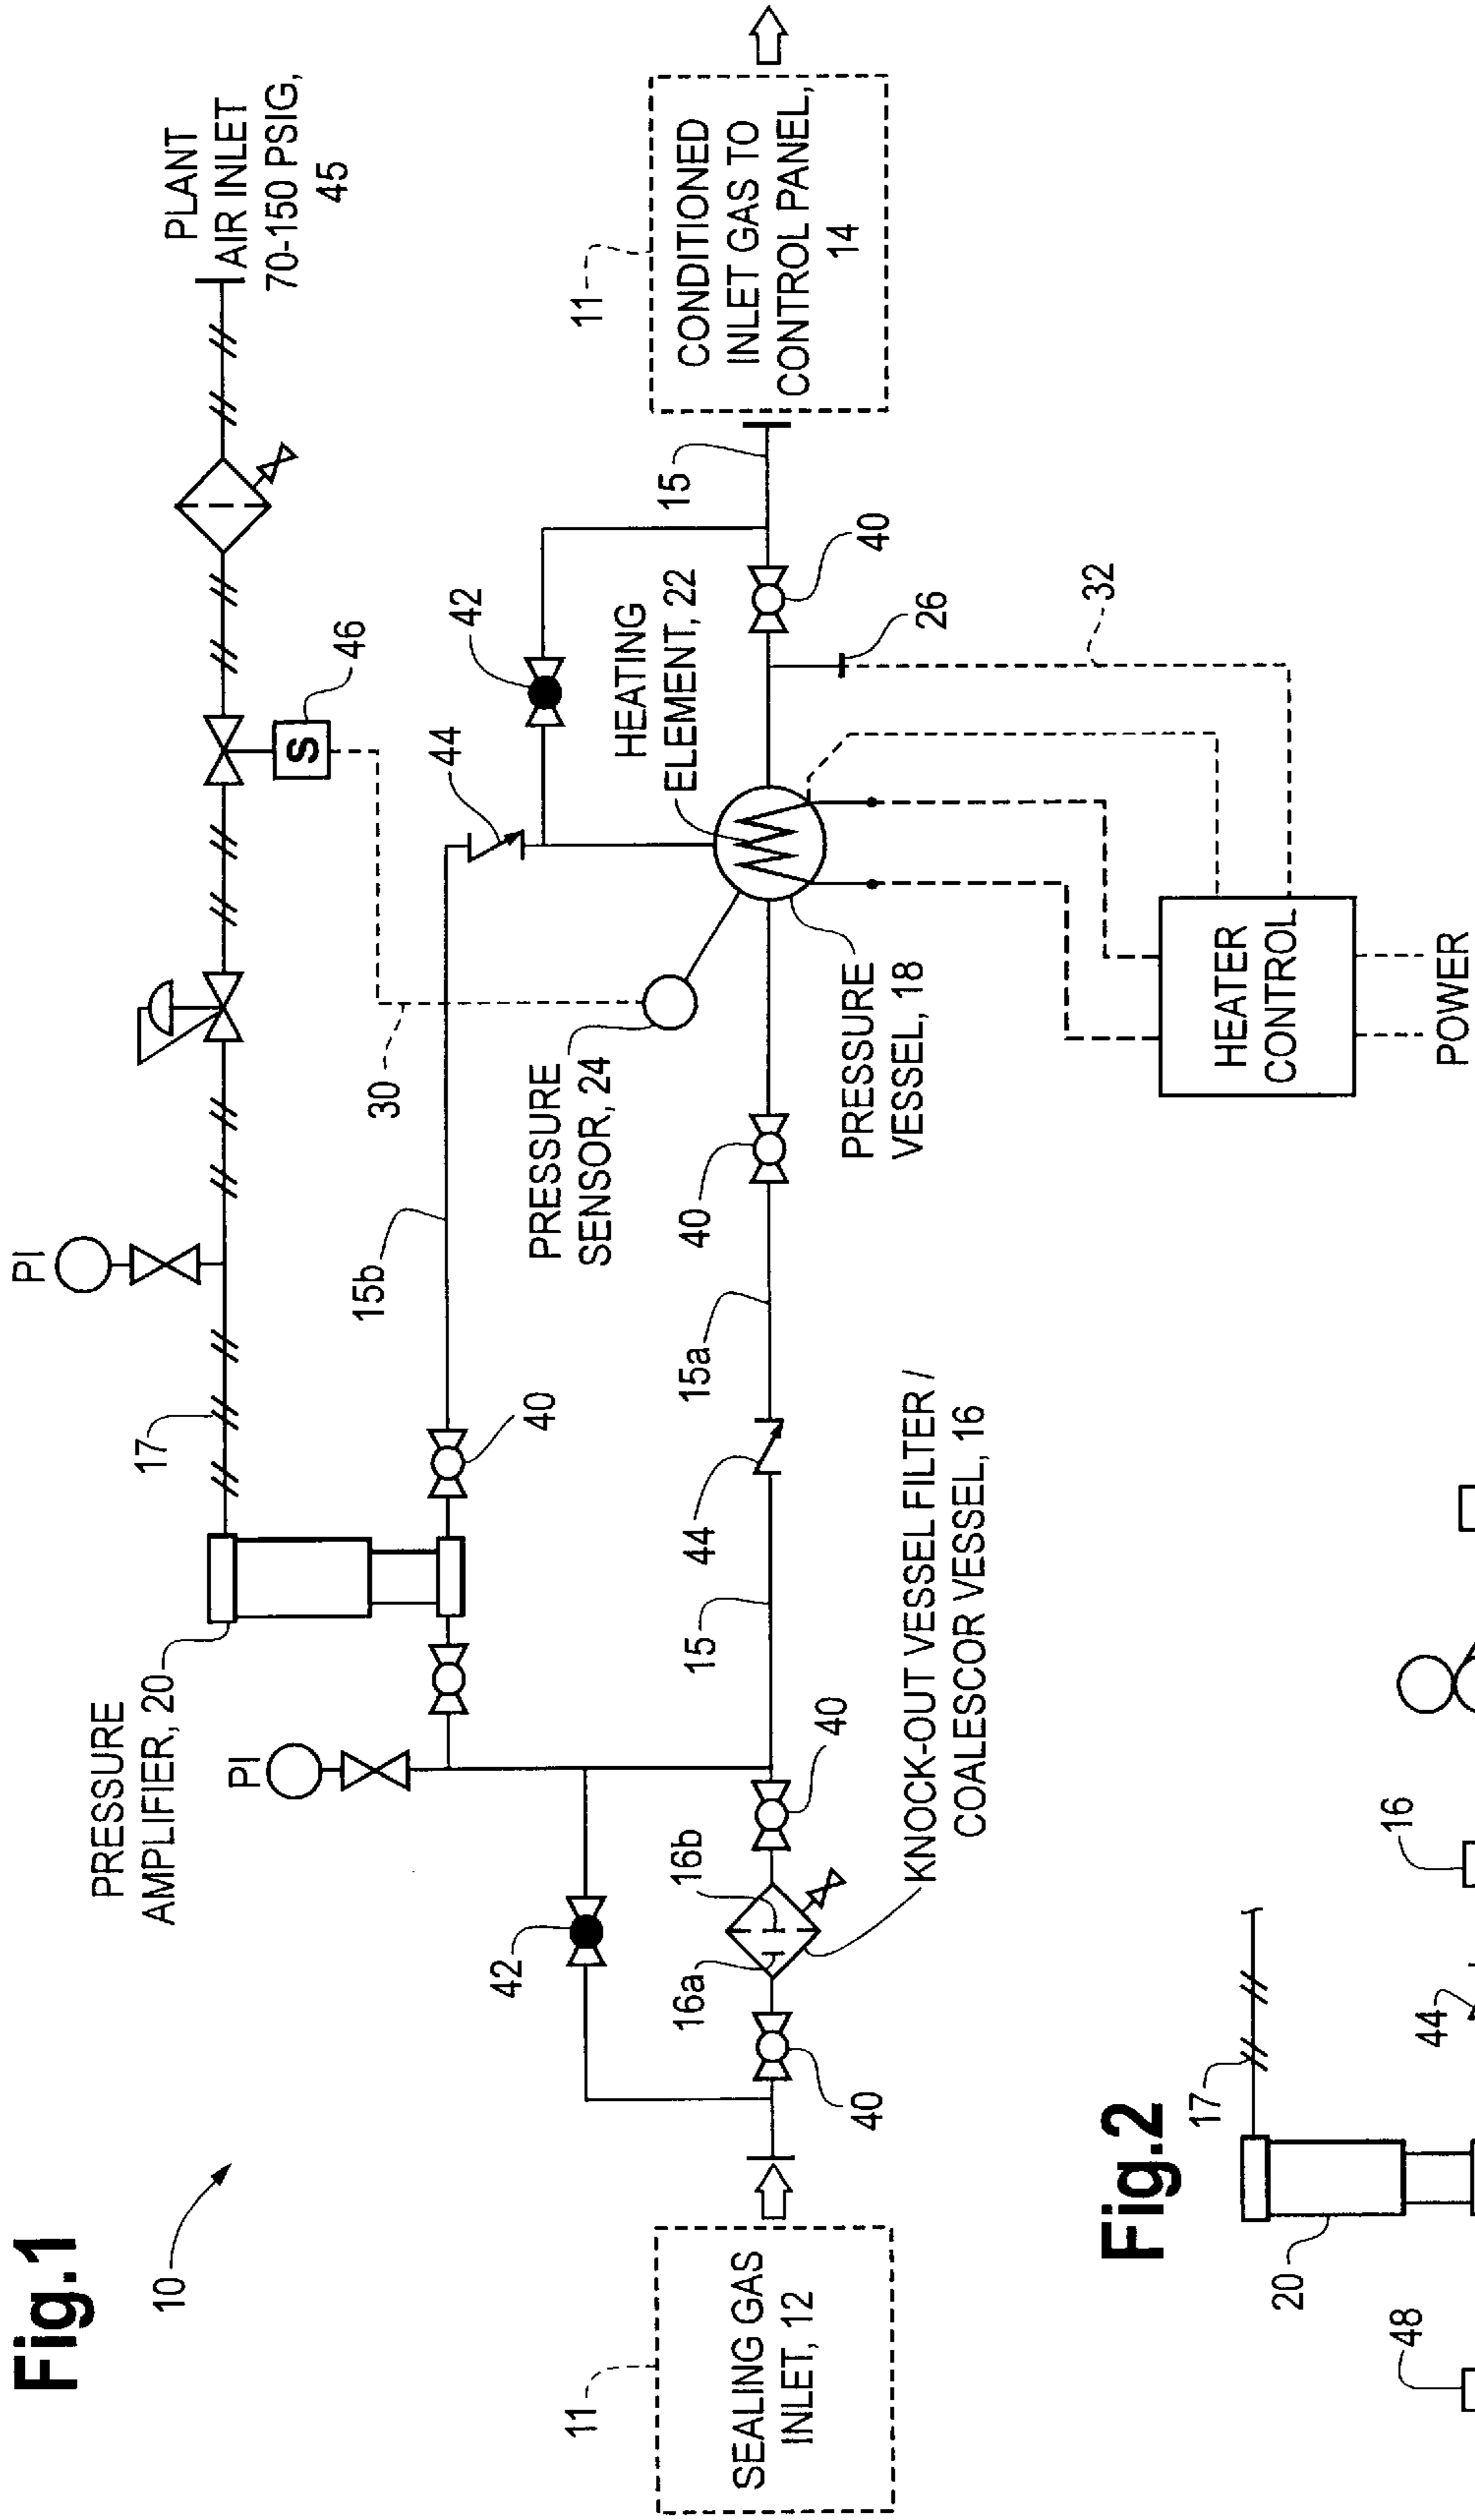 Fig.1
10
11
SEALING GAS
INLET, 12
40
42
16a
16b
KNOCK-OUT VESSEL FILTER /
COALESCOR VESSEL, 16
40
PI
PRESSURE
AMPLIFIER, 20
15
44
17
40
15a
15b
40
PI
30
PRESSURE
SENSOR, 24
PRESSURE
VESSEL, 18
44
HEATING
ELEMENT, 22
42
S
46
HEATER
CONTROL
POWER
26
32
40
15
11
CONDITIONED
INLET GAS TO
CONTROL PANEL,
14
PLANT
AIR INLET
70-150 PSIG,
45
Fig.2
17
20
48
44
16